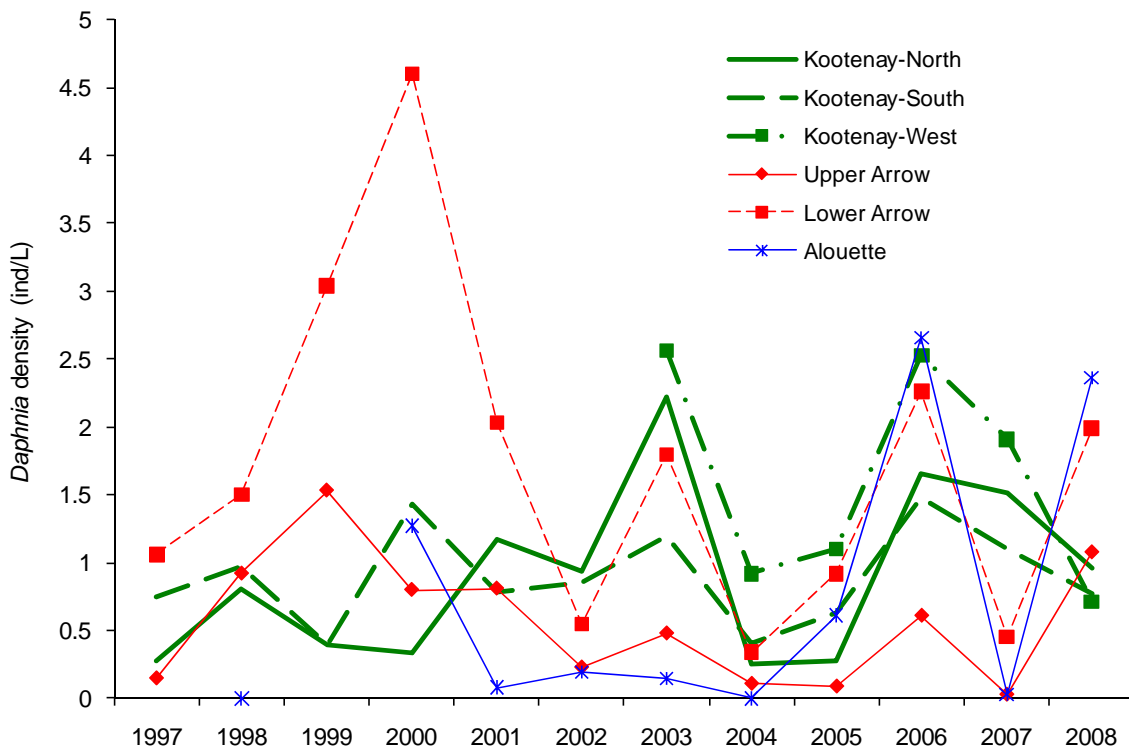 Daphnia density (ind/L)
5
4.5
4
3.5
3
2.5
2
1.5
1
0.5
0
Kootenay-North
Kootenay-South
Kootenay-West
Upper Arrow
Lower Arrow
Alouette
1997 1998 1999 2000 2001 2002 2003 2004 2005 2006 2007 2008